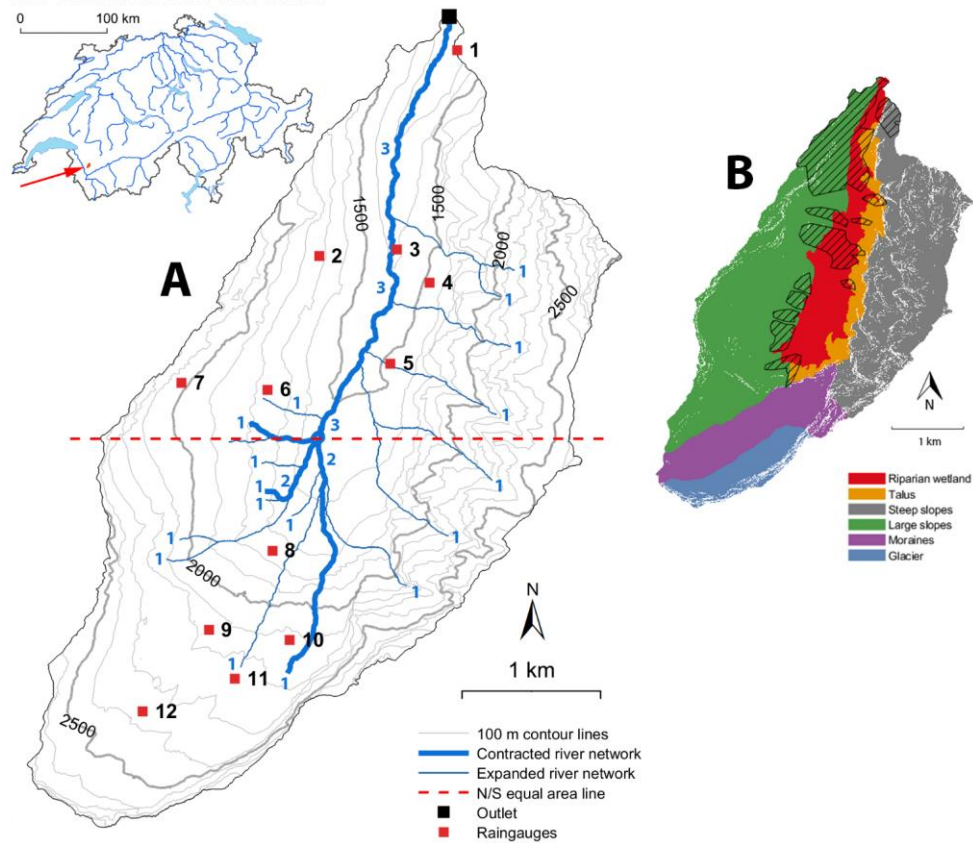 0 100 km
1
3
1500
1500
2
3
2000
A
1
3
4
1
2500
1
5
7
6
1
1
3
1
2
1
2
1
1
1
1
1
1
8
1
2000
9
10
N
1
11
1
1 km
12
2500
100 m contour lines
Contracted river network
Expanded river network
N/S equal area line
Outlet
Raingauges
B
N
1 km
Riparian wetland
Talus
Steep slopes
Large slopes
Moraines
Glacier